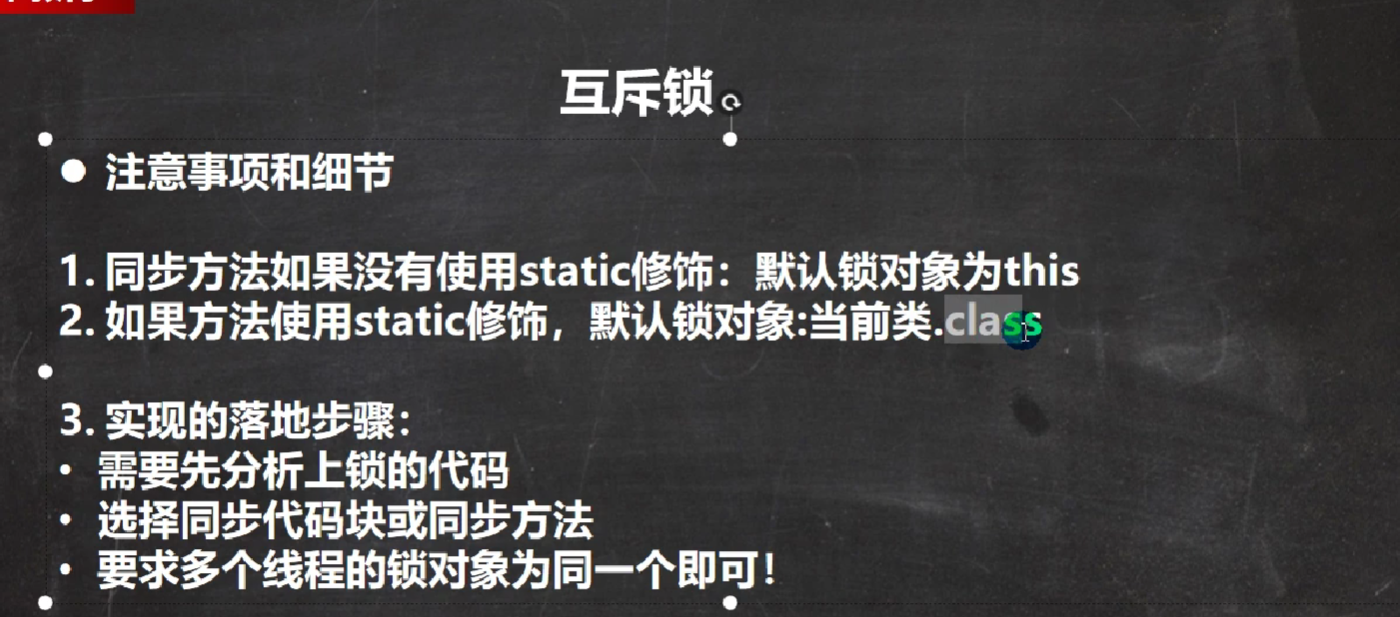 互斥锁
● 注意事项和细节
1. 同步方法如果没有使用static修饰：默认锁对象为this
2. 如果方法使用static修饰，默认锁对象:当前类.class
3. 实现的落地步骤：
• 需要先分析上锁的代码
• 选择同步代码块或同步方法
• 要求多个线程的锁对象为同一个即可！